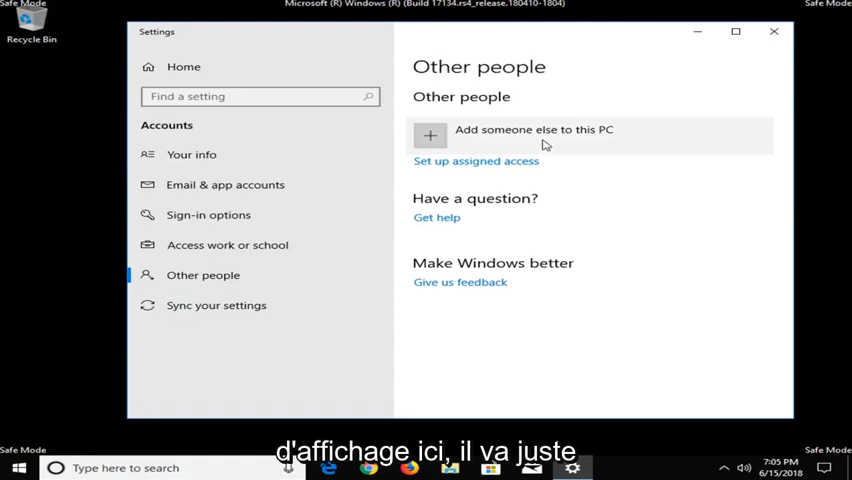 Safe Mode
Microsoft (R) Windows (R) (Build 17134.rs4_release.180410-1804)
Safe Mode
Recycle Bin
Settings
Home
Find a setting
Accounts
Your info
Email & app accounts
Sign-in options
Access work or school
Other people
Sync your settings
Other people
Other people
Add someone else to this PC
Set up assigned access
Have a question?
Get help
Make Windows better
Give us feedback
d'affichage ici, il va juste
Safe Mode
Safe Mode
Type here to search
7:05 PM
6/15/2018